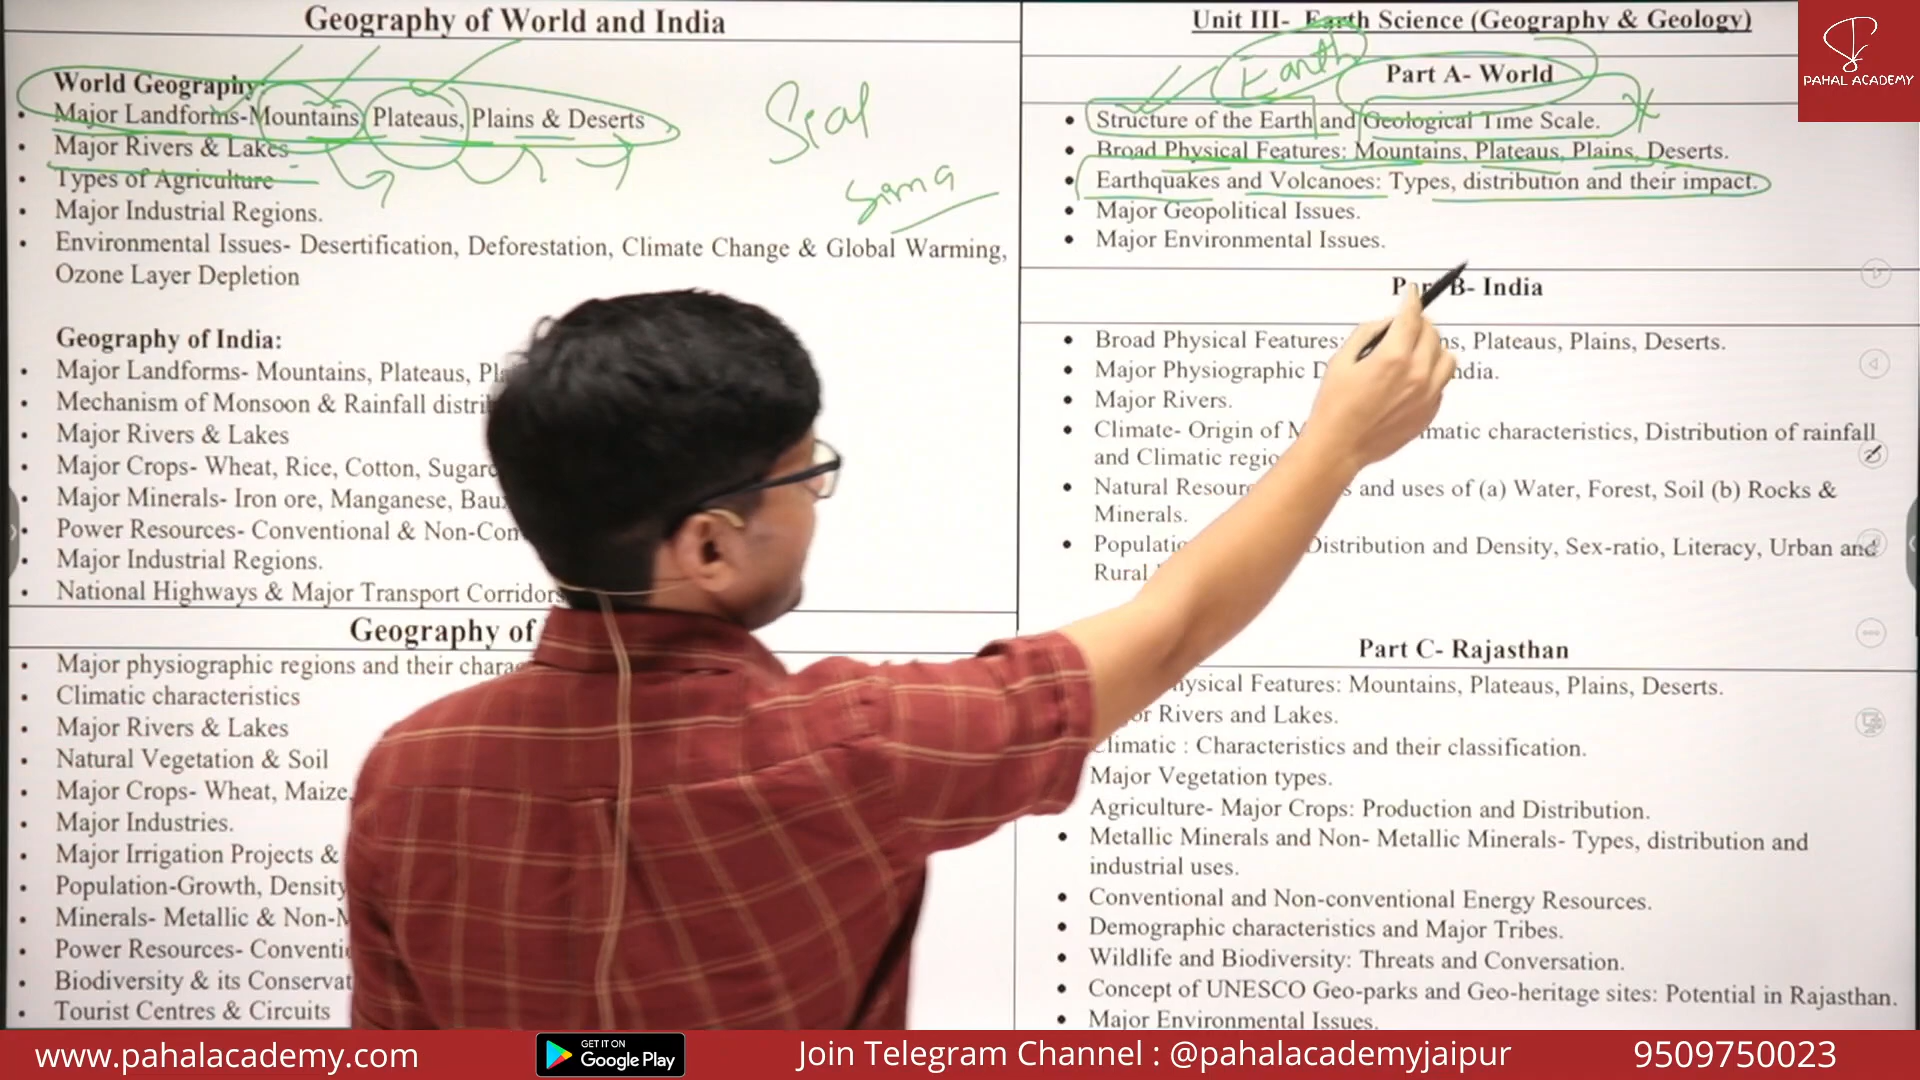 Geography of World and India
World Geography:
Major Landforms-Mountains, Plateaus, Plains & Deserts
Major Rivers & Lakes
Types of Agriculture
Major Industrial Regions.
Environmental Issues- Desertification, Deforestation, Climate Change & Global Warming,
Ozone Layer Depletion
Sial
Sima
Geography of India:
Major Landforms- Mountains, Plateaus,
Mechanism of Monsoon & Rainfall
Major Rivers & Lakes
Major Crops- Wheat, Rice, Cotton,
Major Minerals- Iron ore, Manganese,
Power Resources- Conventional &
Major Industrial Regions.
National Highways & Major Transport Corridors
Geography of
Major physiographic regions and their
Climatic characteristics
Major Rivers & Lakes
Natural Vegetation & Soil
Major Crops- Wheat, Maize,
Major Industries.
Major Irrigation Projects &
Population-Growth, Density
Minerals- Metallic &
Power Resources-
Biodiversity & its
Tourist Centres & Circuits
Unit III- Earth Science (Geography & Geology)
Earth
Part A- World
Structure of the Earth and Geological Time Scale.
Broad Physical Features: Mountains, Plateaus, Plains, Deserts.
Earthquakes and Volcanoes: Types, distribution and their impact.
Major Geopolitical Issues.
Major Environmental Issues.
B- India
Broad Physical Features: Plateaus, Plains, Deserts.
Major Physiographic
Major Rivers.
Climate- Origin of characteristics, Distribution of rainfall
and Climatic
Natural and uses of (a) Water, Forest, Soil (b) Rocks &
Minerals.
Distribution and Density, Sex-ratio, Literacy, Urban and
Rural
Part C- Rajasthan
Features: Mountains, Plateaus, Plains, Deserts.
Rivers and Lakes.
Climatic : Characteristics and their classification.
Major Vegetation types.
Agriculture- Major Crops: Production and Distribution.
Metallic Minerals and Non- Metallic Minerals- Types, distribution and
industrial uses.
Conventional and Non-conventional Energy Resources.
Demographic characteristics and Major Tribes.
Wildlife and Biodiversity: Threats and Conversation.
Concept of UNESCO Geo-parks and Geo-heritage sites: Potential in Rajasthan.
Major Environmental Issues.
PAHAL ACADEMY
www.pahalacademy.com
GET IT ON
Google Play
Join Telegram Channel : @pahalacademyjaipur
9509750023